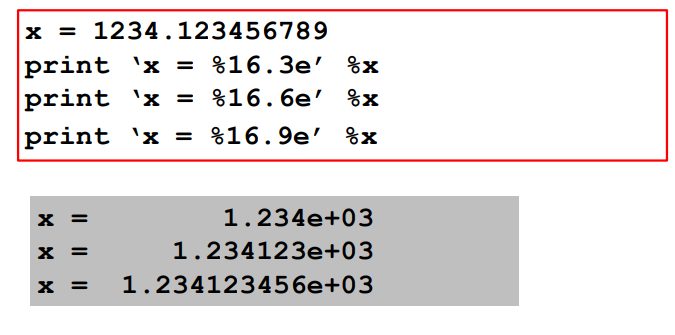 x = 1234.123456789
print ‘x = %16.3e’ %x
print ‘x = %16.6e’ %x
print ‘x = %16.9e’ %x
x =        1.234e+03
x =     1.234123e+03
x =  1.234123456e+03